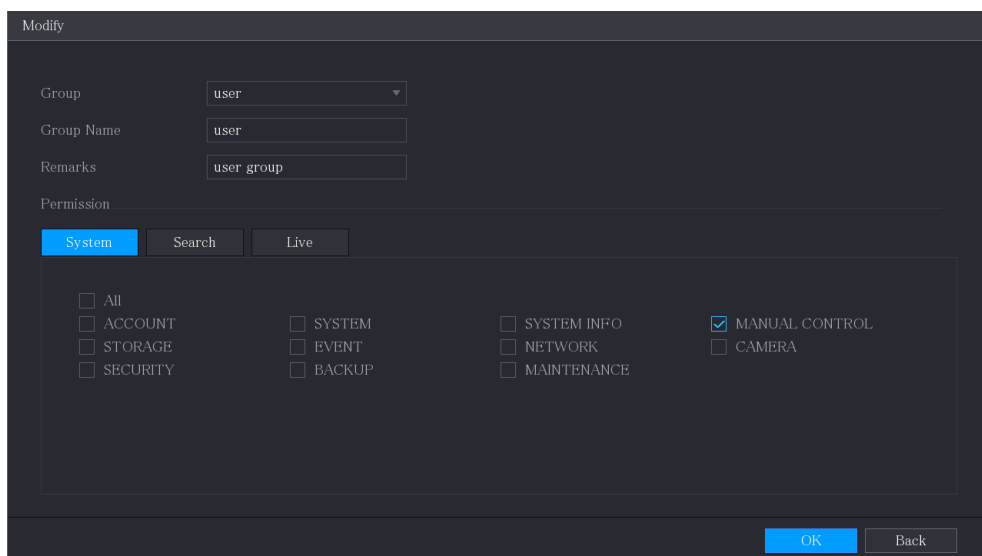 Modify
Group user
Group Name user
Remarks user group
Permission
System Search Live
All
ACCOUNT SYSTEM SYSTEM INFO MANUAL CONTROL
STORAGE EVENT NETWORK CAMERA
SECURITY BACKUP MAINTENANCE
OK Back